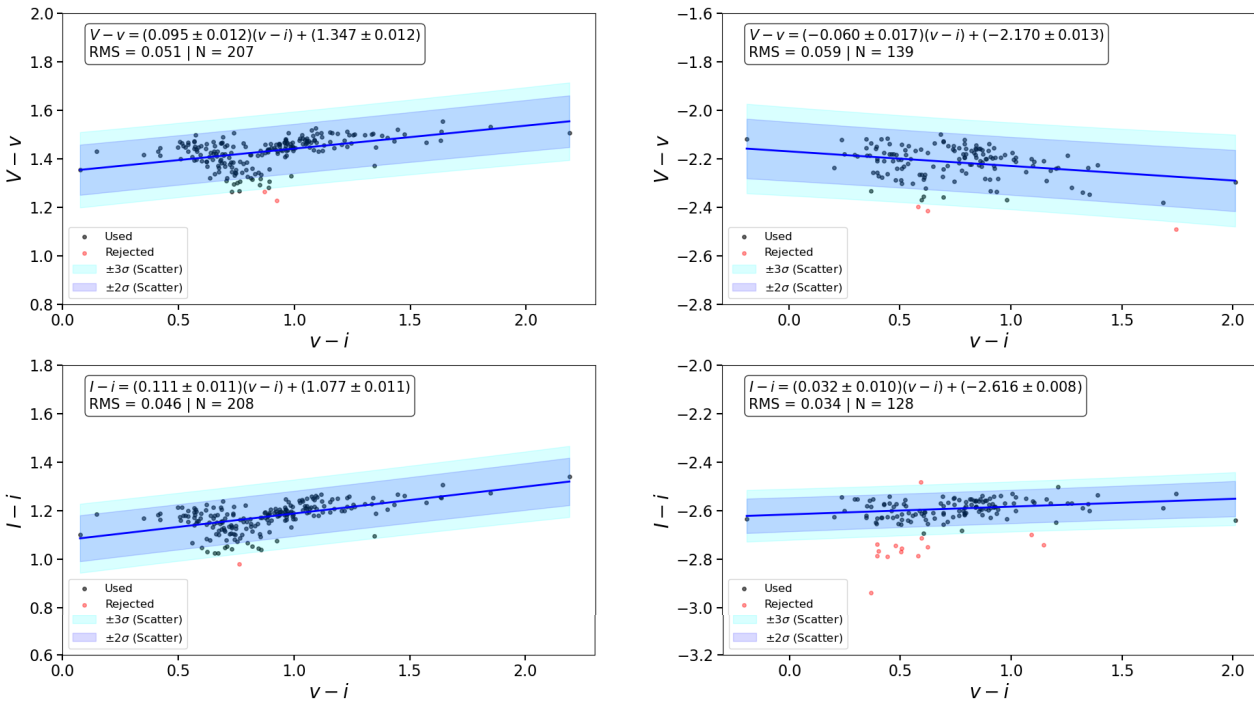 V − v = (0.095 ± 0.012)(v − i) + (1.347 ± 0.012)
RMS = 0.051 | N = 207
2.0
1.8
1.6
1.4
1.2
1.0
0.8
V − v
Used
Rejected
±3σ (Scatter)
±2σ (Scatter)
0.0 0.5 1.0 1.5 2.0
v − i
V − v = (−0.060 ± 0.017)(v − i) + (−2.170 ± 0.013)
RMS = 0.059 | N = 139
−1.6
−1.8
−2.0
−2.2
−2.4
−2.6
−2.8
V − v
Used
Rejected
±3σ (Scatter)
±2σ (Scatter)
0.0 0.5 1.0 1.5 2.0
v − i
I − i = (0.111 ± 0.011)(v − i) + (1.077 ± 0.011)
RMS = 0.046 | N = 208
1.8
1.6
1.4
1.2
1.0
0.8
0.6
I − i
Used
Rejected
±3σ (Scatter)
±2σ (Scatter)
0.0 0.5 1.0 1.5 2.0
v − i
I − i = (0.032 ± 0.010)(v − i) + (−2.616 ± 0.008)
RMS = 0.034 | N = 128
−2.0
−2.2
−2.4
−2.6
−2.8
−3.0
−3.2
I − i
Used
Rejected
±3σ (Scatter)
±2σ (Scatter)
0.0 0.5 1.0 1.5 2.0
v − i